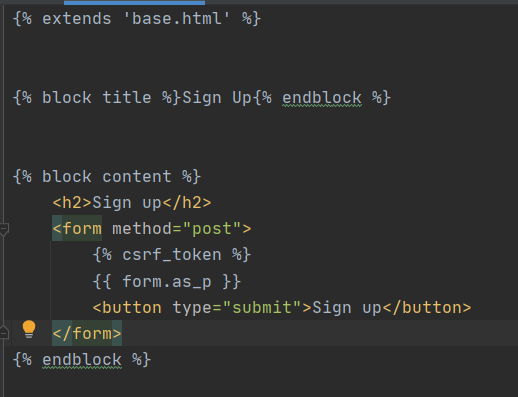 {% extends 'base.html' %}
{% block title %}Sign Up{% endblock %}
{% block content %}
<h2>Sign up</h2>
<form method="post">
{% csrf_token %}
{{ form.as_p }}
<button type="submit">Sign up</button>
</form>
{% endblock %}